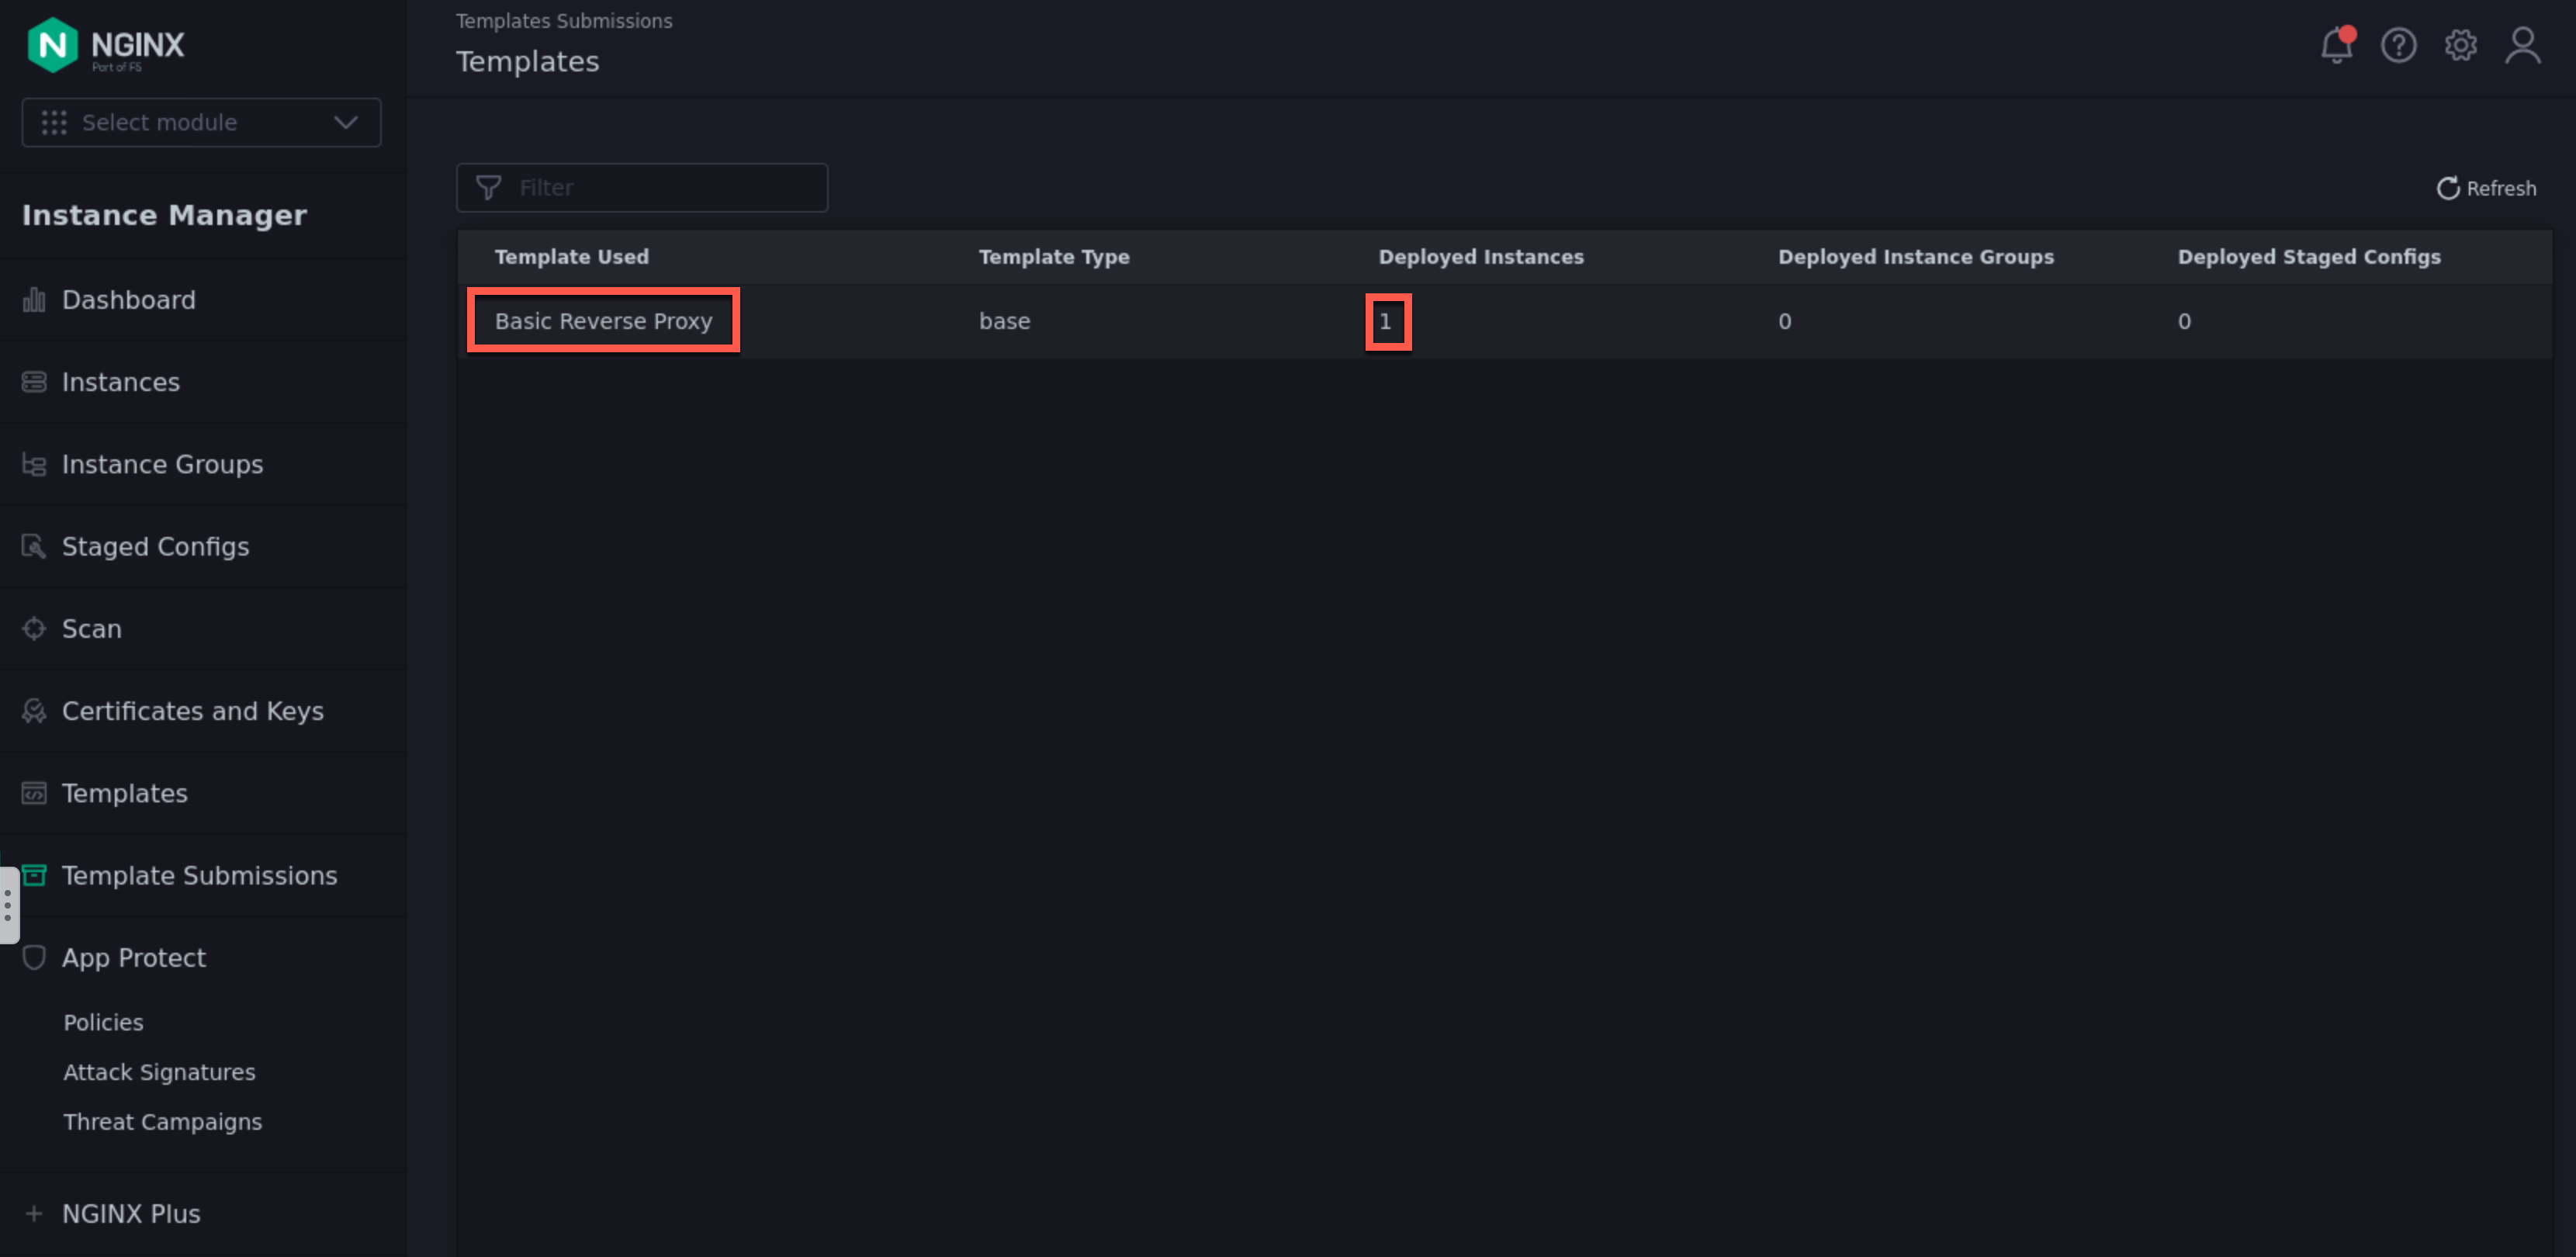 NGINX
Part of F5
Select module
Instance Manager
Dashboard
Instances
Instance Groups
Staged Configs
Scan
Certificates and Keys
Templates
Template Submissions
App Protect
Policies
Attack Signatures
Threat Campaigns
NGINX Plus
Templates Submissions
Templates
Filter
Refresh
Template Used Template Type Deployed Instances Deployed Instance Groups Deployed Staged Configs
Basic Reverse Proxy base 1 0 0